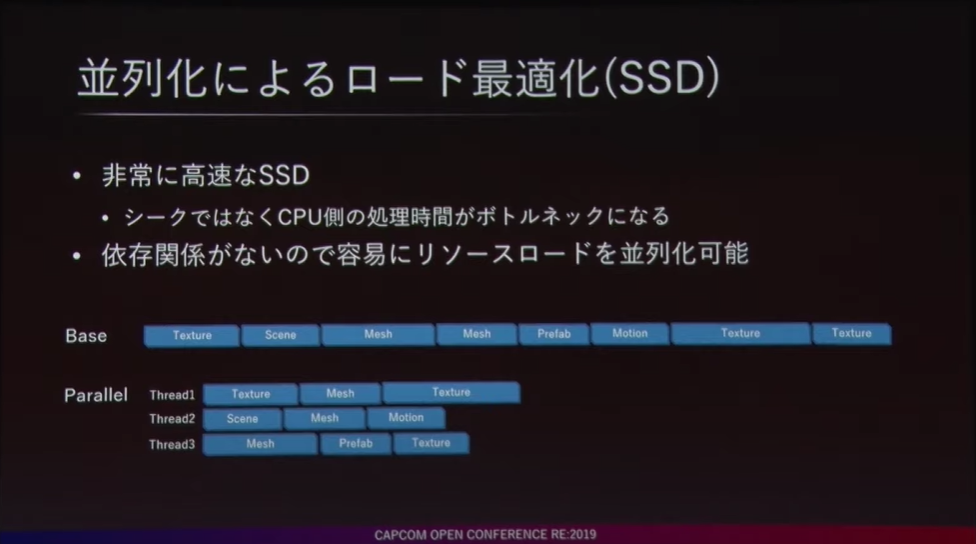 並列化によるロード最適化(SSD)
• 非常に高速なSSD
• シークではなくCPU側の処理時間がボトルネックになる
• 依存関係がないので容易にリソースロードを並列化可能
Base Texture Scene Mesh Mesh Prefab Motion Texture Texture
Parallel Thread1 Texture Mesh Texture
Thread2 Scene Mesh Motion
Thread3 Mesh Prefab Texture
CAPCOM OPEN CONFERENCE RE:2019